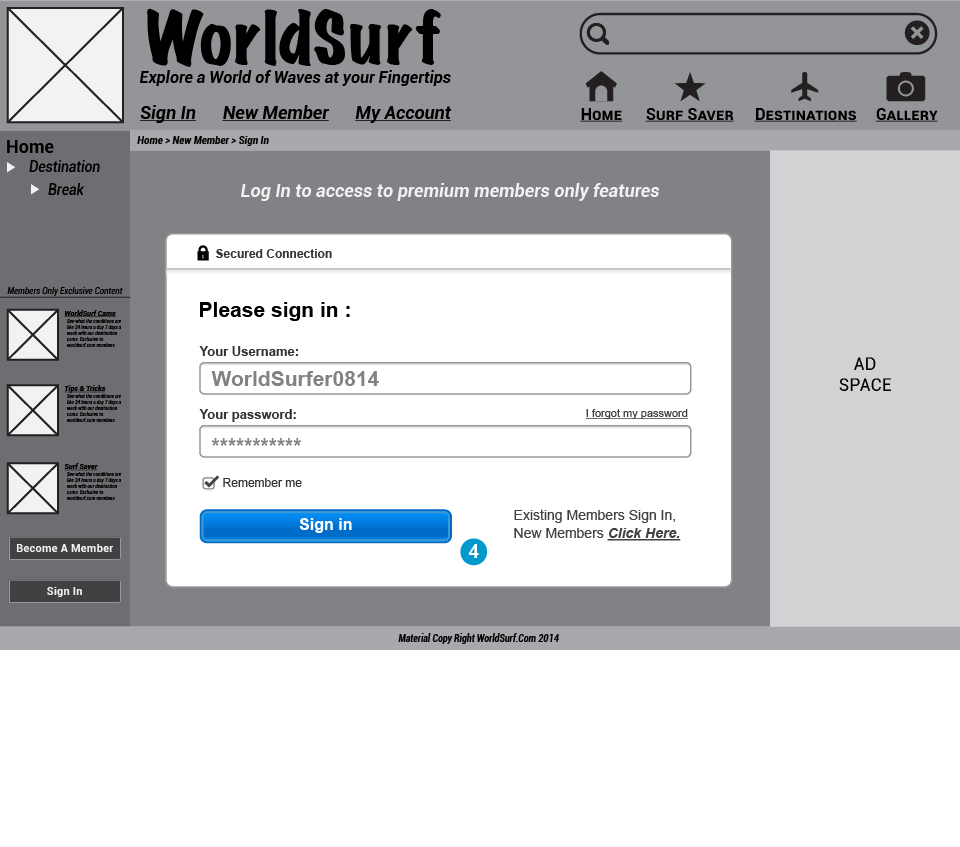 WorldSurf
Explore a World of Waves at your Fingertips
Sign In New Member My Account
Home Surf Saver Destinations Gallery
Home > New Member > Sign In
Home
Destination
Break
Members Only Exclusive Content
WorldSurf Cams
See what the conditions are
like 24 hours a day 7 days a
week with our destination
cams. Exclusive to
worldsurf.com members
Tips & Tricks
See what the conditions are
like 24 hours a day 7 days a
week with our destination
cams. Exclusive to
worldsurf.com members
Surf Saver
See what the conditions are
like 24 hours a day 7 days a
week with our destination
cams. Exclusive to
worldsurf.com members
Become A Member
Sign In
Log In to access to premium members only features
Secured Connection
Please sign in :
Your Username:
WorldSurfer0814
Your password: I forgot my password
***********
Remember me
Sign in
4
Existing Members Sign In,
New Members Click Here.
AD
SPACE
Material Copy Right WorldSurf.Com 2014